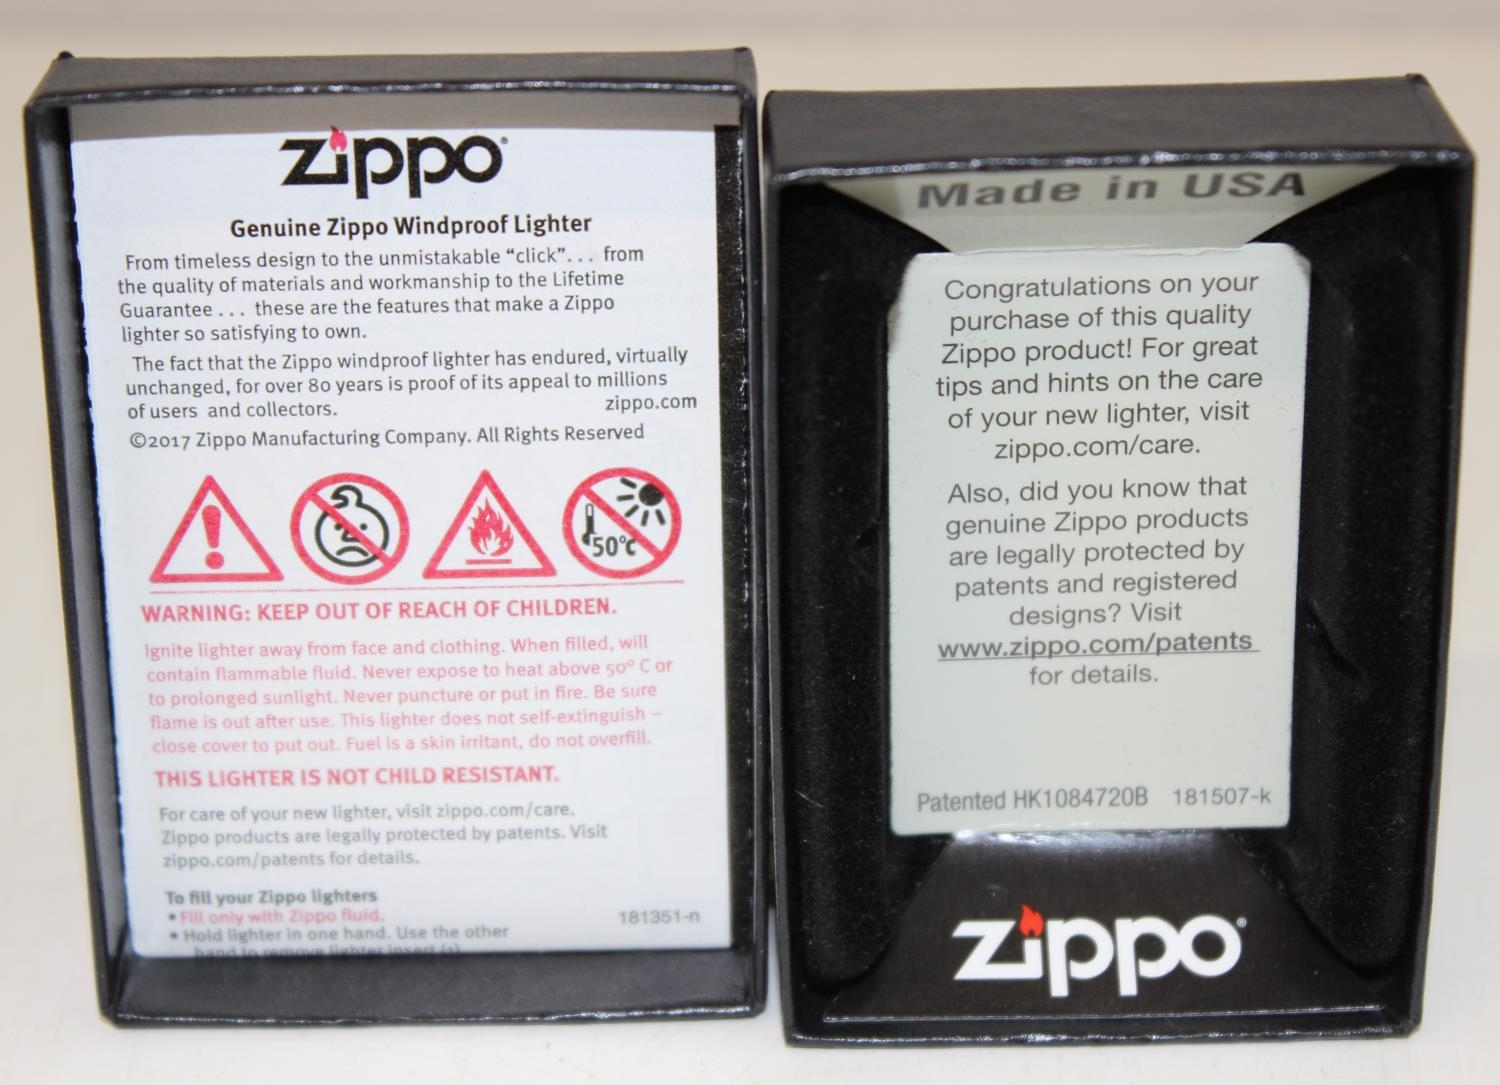 Zippo®
Genuine Zippo Windproof Lighter
From timeless design to the unmistakable “click”... from
the quality of materials and workmanship to the Lifetime
Guarantee ... these are the features that make a Zippo
lighter so satisfying to own.
The fact that the Zippo windproof lighter has endured, virtually
unchanged, for over 80 years is proof of its appeal to millions
of users and collectors.
zippo.com
©2017 Zippo Manufacturing Company. All Rights Reserved
50°C
WARNING: KEEP OUT OF REACH OF CHILDREN.
Ignite lighter away from face and clothing. When filled, will
contain flammable fluid. Never expose to heat above 50° C or
to prolonged sunlight. Never puncture or put in fire. Be sure
flame is out after use. This lighter does not self-extinguish –
close cover to put out. Fuel is a skin irritant, do not overfill.
THIS LIGHTER IS NOT CHILD RESISTANT.
For care of your new lighter, visit zippo.com/care.
Zippo products are legally protected by patents. Visit
zippo.com/patents for details.
To fill your Zippo lighters
• Fill only with Zippo fluid.
181351-n
• Hold lighter in one hand. Use the other
hand to remove lighter insert (1)
Made in USA
Congratulations on your
purchase of this quality
Zippo product! For great
tips and hints on the care
of your new lighter, visit
zippo.com/care.
Also, did you know that
genuine Zippo products
are legally protected by
patents and registered
designs? Visit
www.zippo.com/patents
for details.
Patented HK1084720B 181507-k
Zippo®